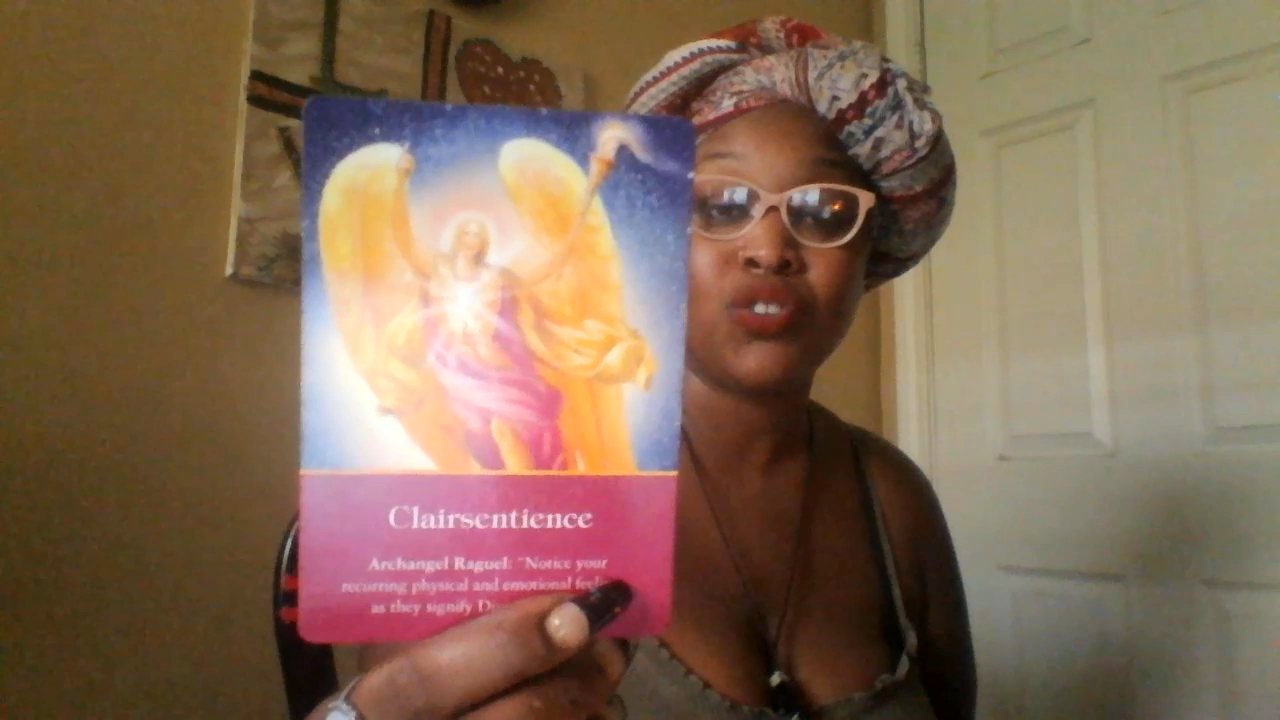 Clairsentience
Archangel Raguel: "Notice your
recurring physical and emotional
as they signify